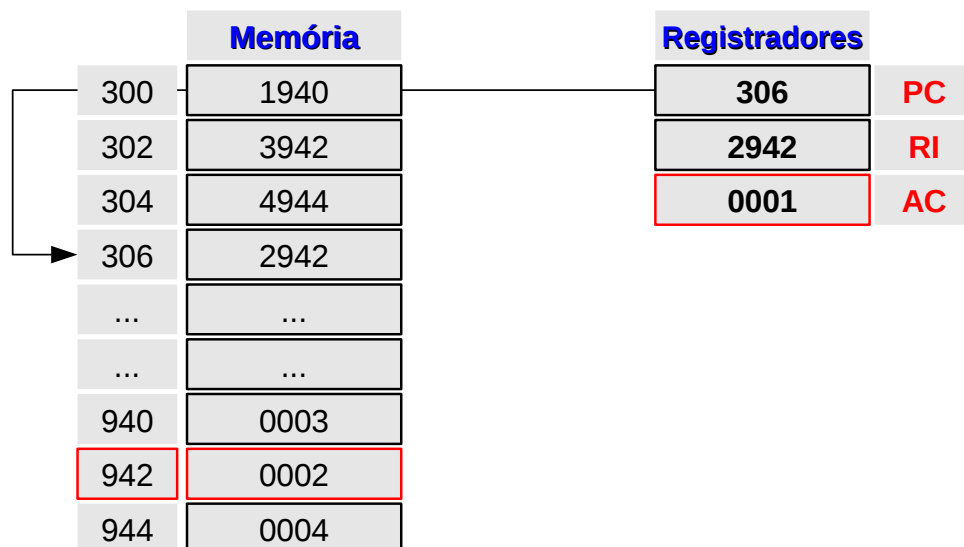 Memória Registradores
300 1940 306 PC
302 3942 2942 RI
304 4944 0001 AC
306 2942
... ...
... ...
940 0003
942 0002
944 0004